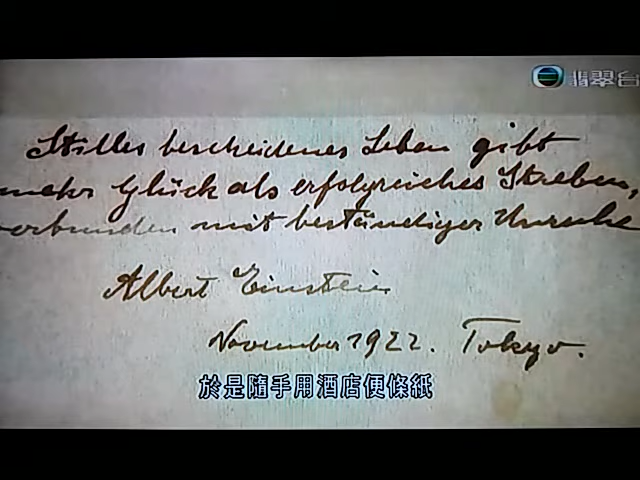 翡翠台
Stilles bescheidenes Leben gibt
mehr Glück als erfolgreiches Streben,
verbunden mit beständiger Unruhe
Albert Einstein
November 1922. Tokyo.
於是隨手用酒店便條紙